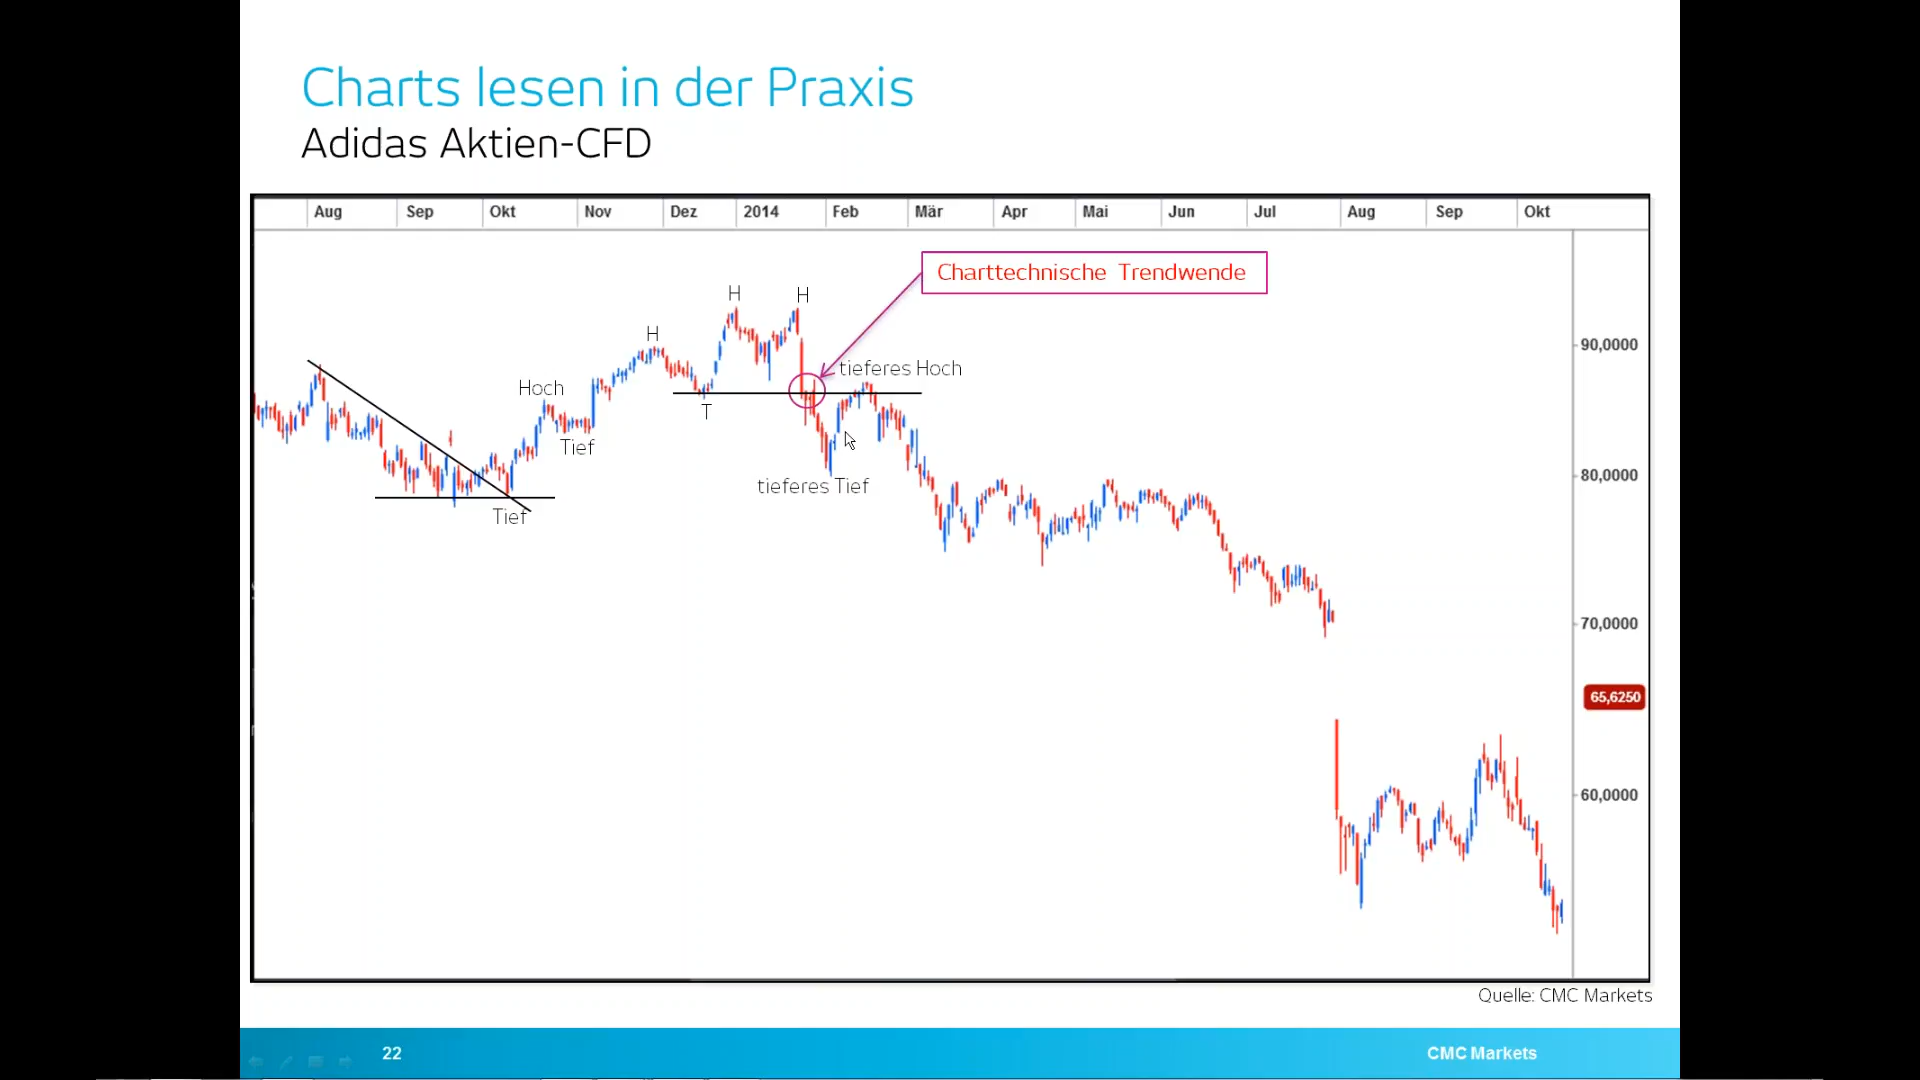 Charts lesen in der Praxis
Adidas Aktien-CFD
Aug Sep Okt Nov Dez 2014 Feb Mär Apr Mai Jun Jul Aug Sep Okt
Charttechnische Trendwende
H H
H
tieferes Hoch
Hoch
T
Tief
tieferes Tief
Tief
90,0000
80,0000
70,0000
65,6250
60,0000
Quelle: CMC Markets
22
CMC Markets